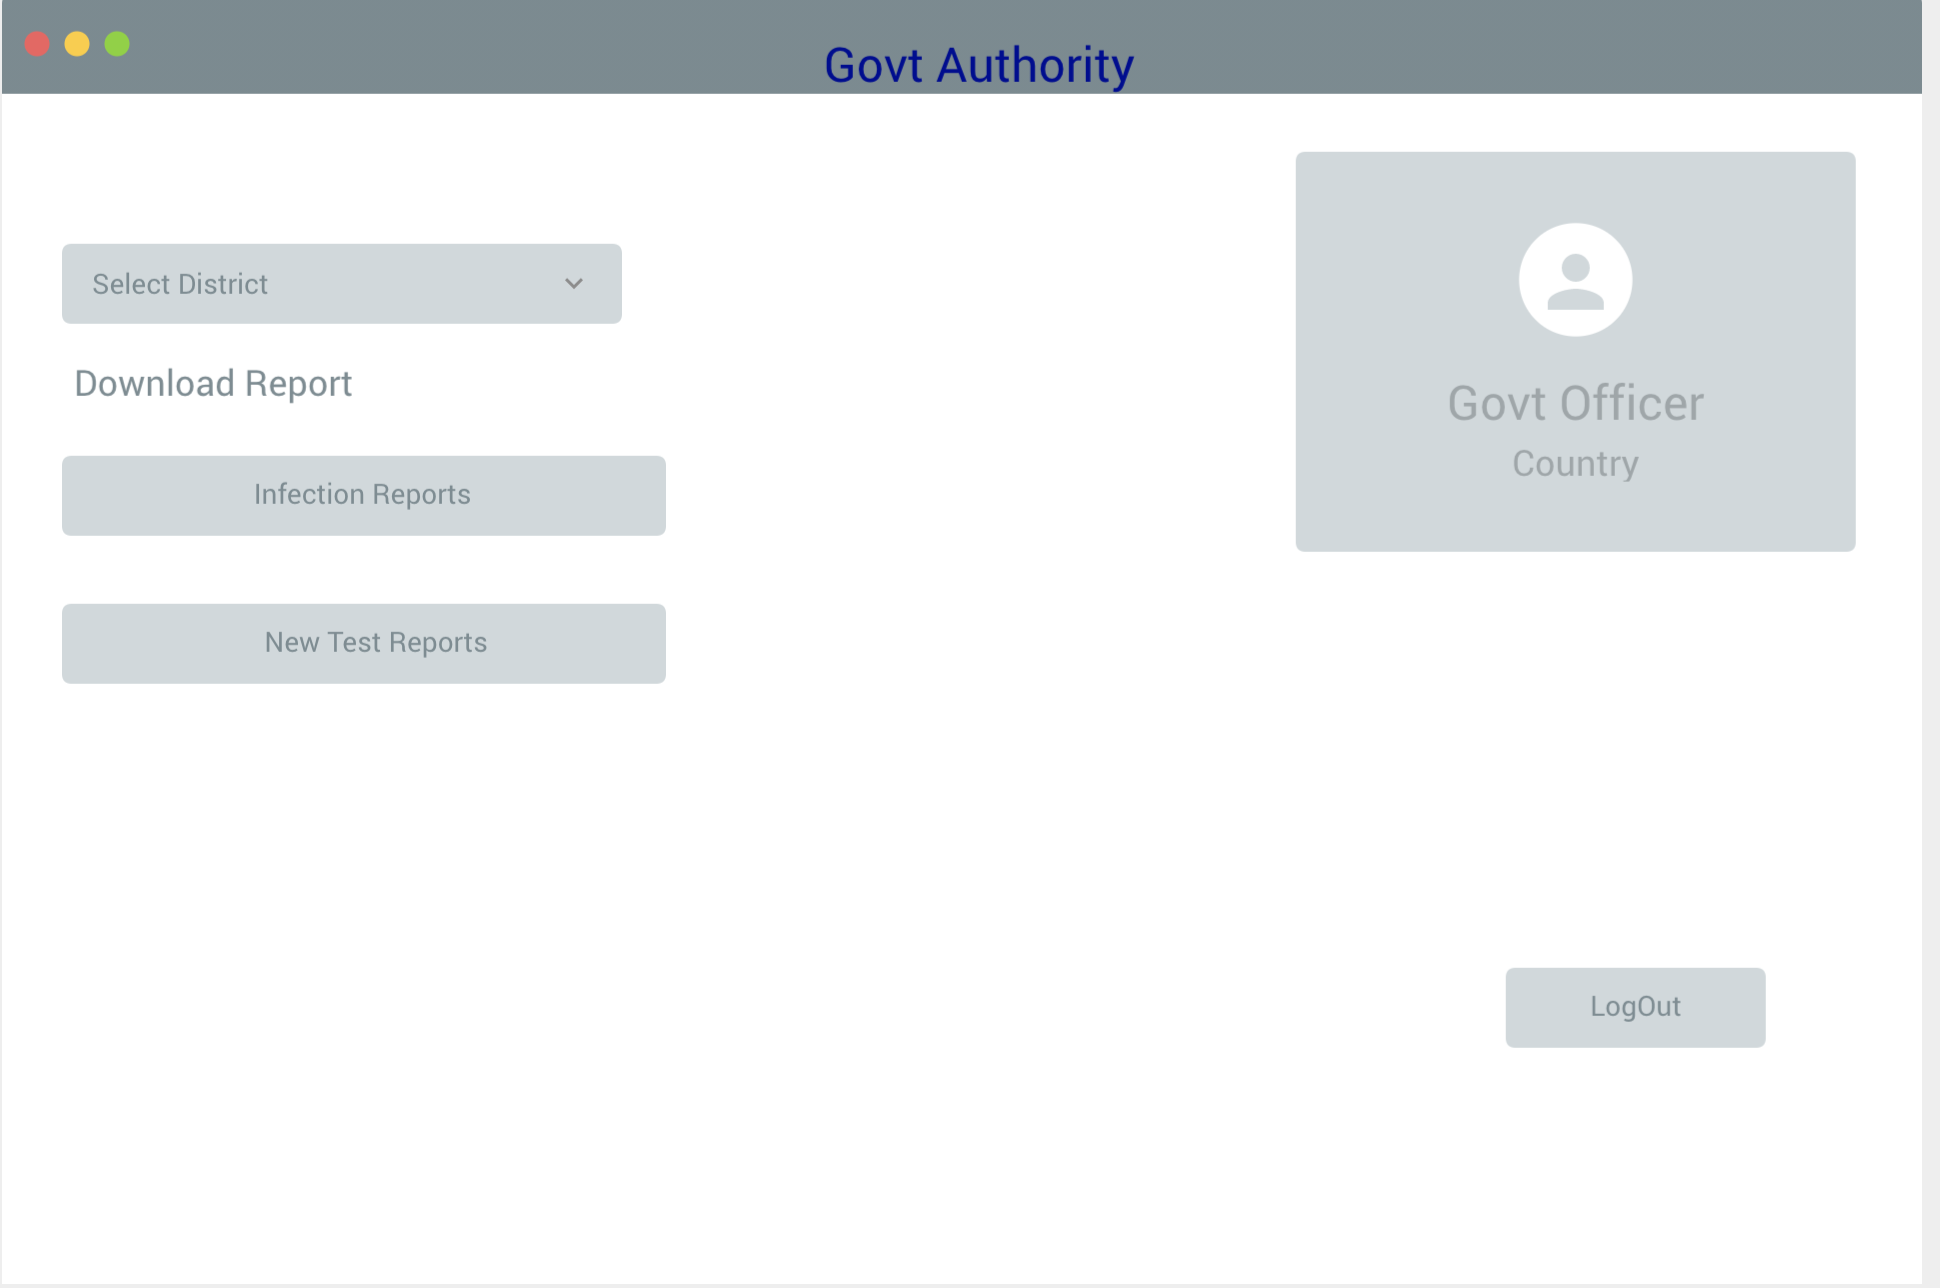 Govt Authority
Select District
Download Report
Infection Reports
New Test Reports
Govt Officer
Country
LogOut